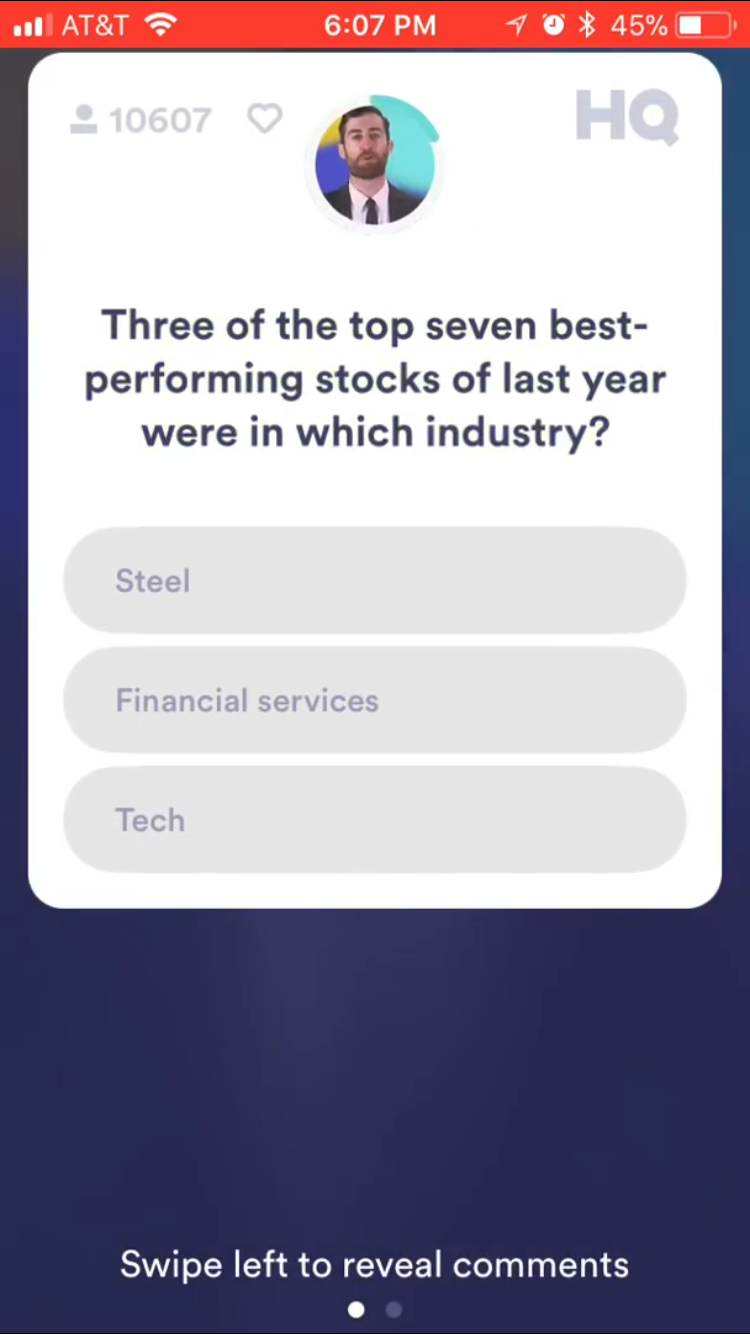 AT&T 6:07 PM 45%
10607 HQ
Three of the top seven best-
performing stocks of last year
were in which industry?
Steel
Financial services
Tech
Swipe left to reveal comments